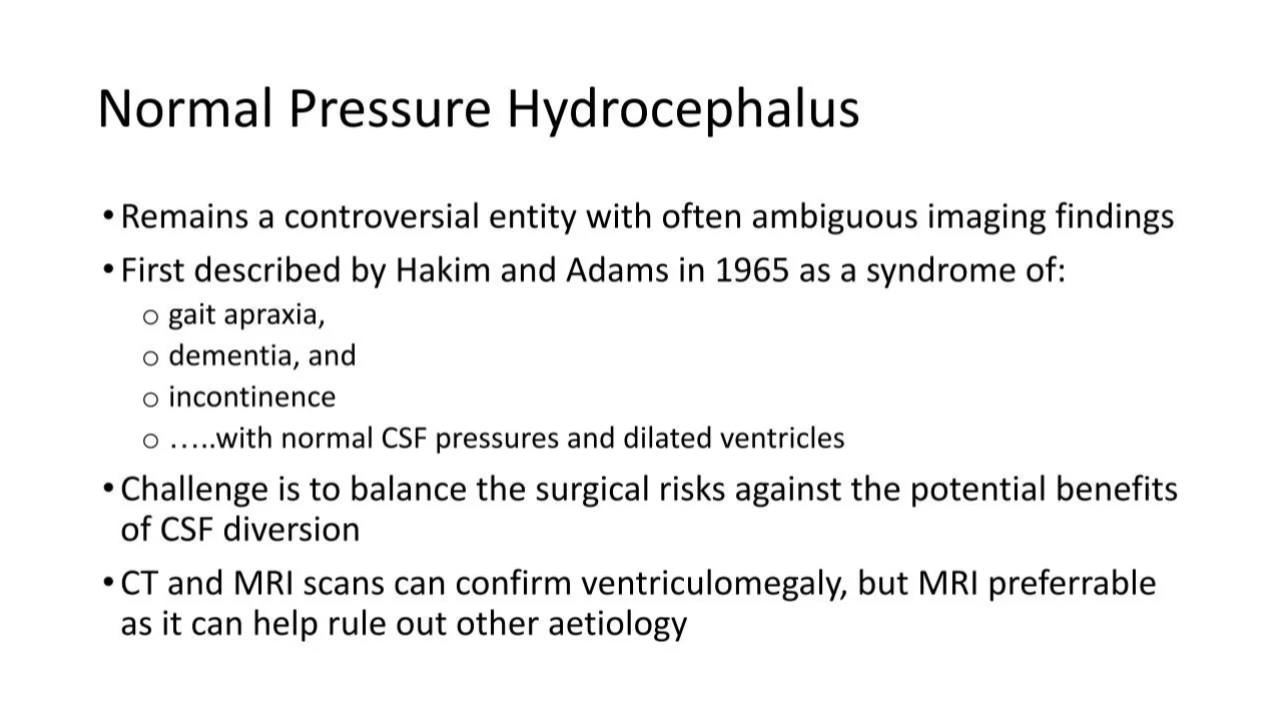 Normal Pressure Hydrocephalus
• Remains a controversial entity with often ambiguous imaging findings
• First described by Hakim and Adams in 1965 as a syndrome of:
o gait apraxia,
o dementia, and
o incontinence
o …..with normal CSF pressures and dilated ventricles
• Challenge is to balance the surgical risks against the potential benefits
of CSF diversion
• CT and MRI scans can confirm ventriculomegaly, but MRI preferrable
as it can help rule out other aetiology